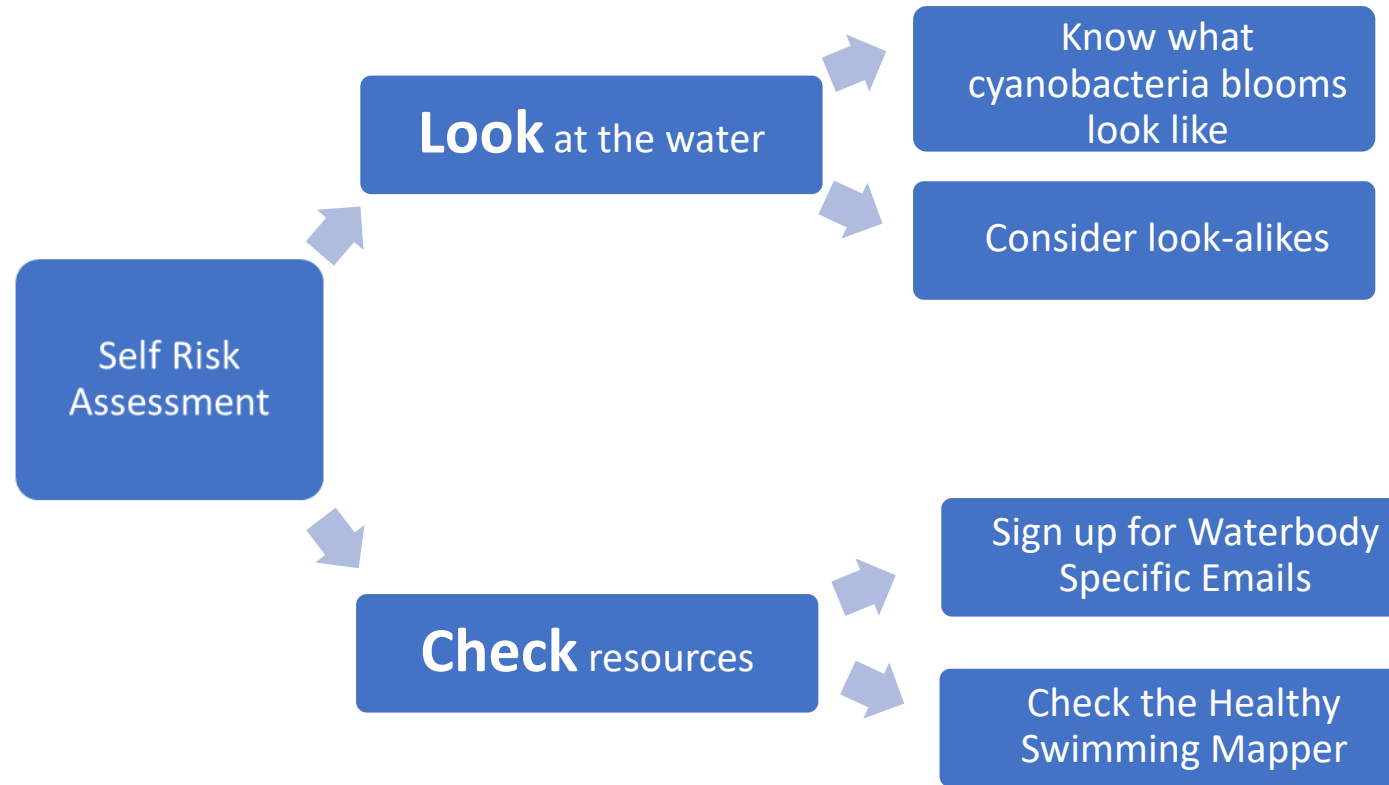 Self Risk
Assessment
Look at the water
Know what
cyanobacteria blooms
look like
Consider look-alikes
Check resources
Sign up for Waterbody
Specific Emails
Check the Healthy
Swimming Mapper